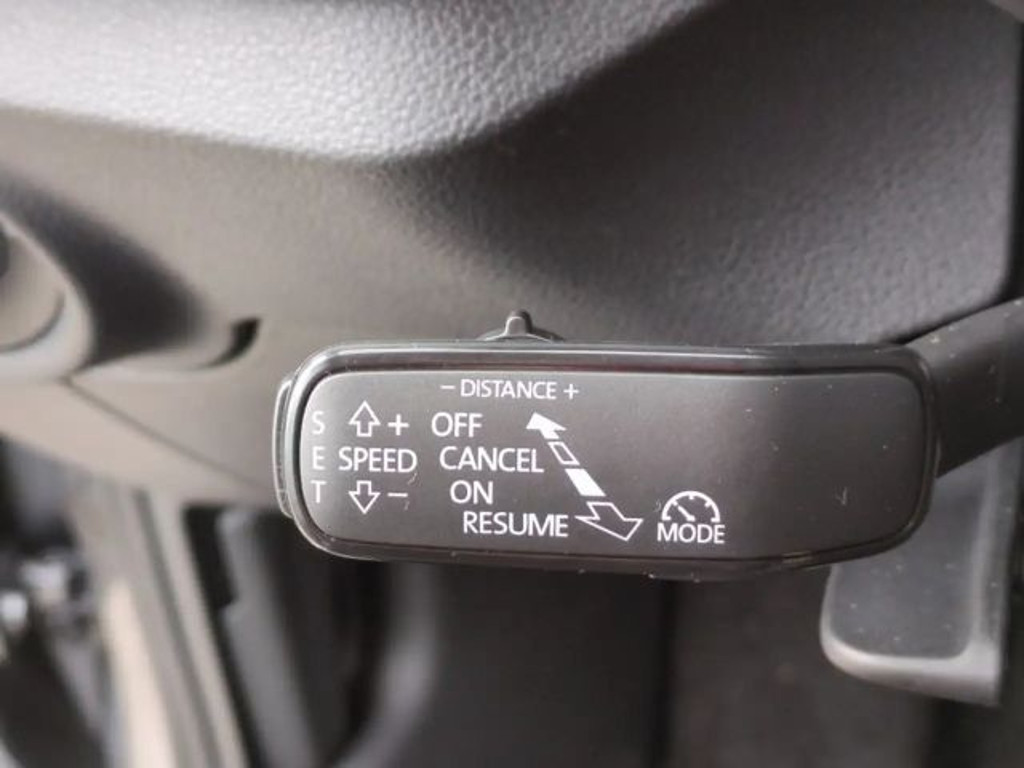 - DISTANCE +
S + OFF
E SPEED CANCEL
T - ON
RESUME MODE